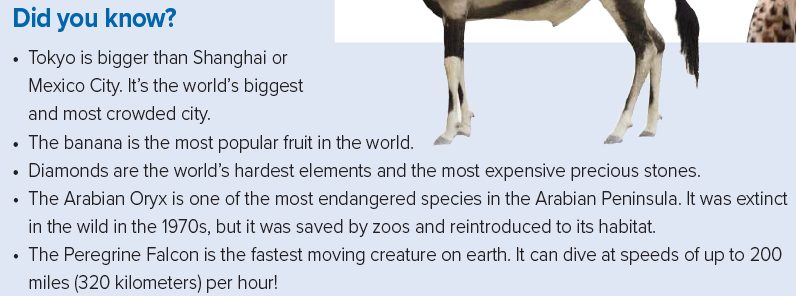 Did you know?
• Tokyo is bigger than Shanghai or
Mexico City. It's the world's biggest
and most crowded city.
• The banana is the most popular fruit in the world.
• Diamonds are the world's hardest elements and the most expensive precious stones.
• The Arabian Oryx is one of the most endangered species in the Arabian Peninsula. It was extinct
in the wild in the 1970s, but it was saved by zoos and reintroduced to its habitat.
• The Peregrine Falcon is the fastest moving creature on earth. It can dive at speeds of up to 200
miles (320 kilometers) per hour!